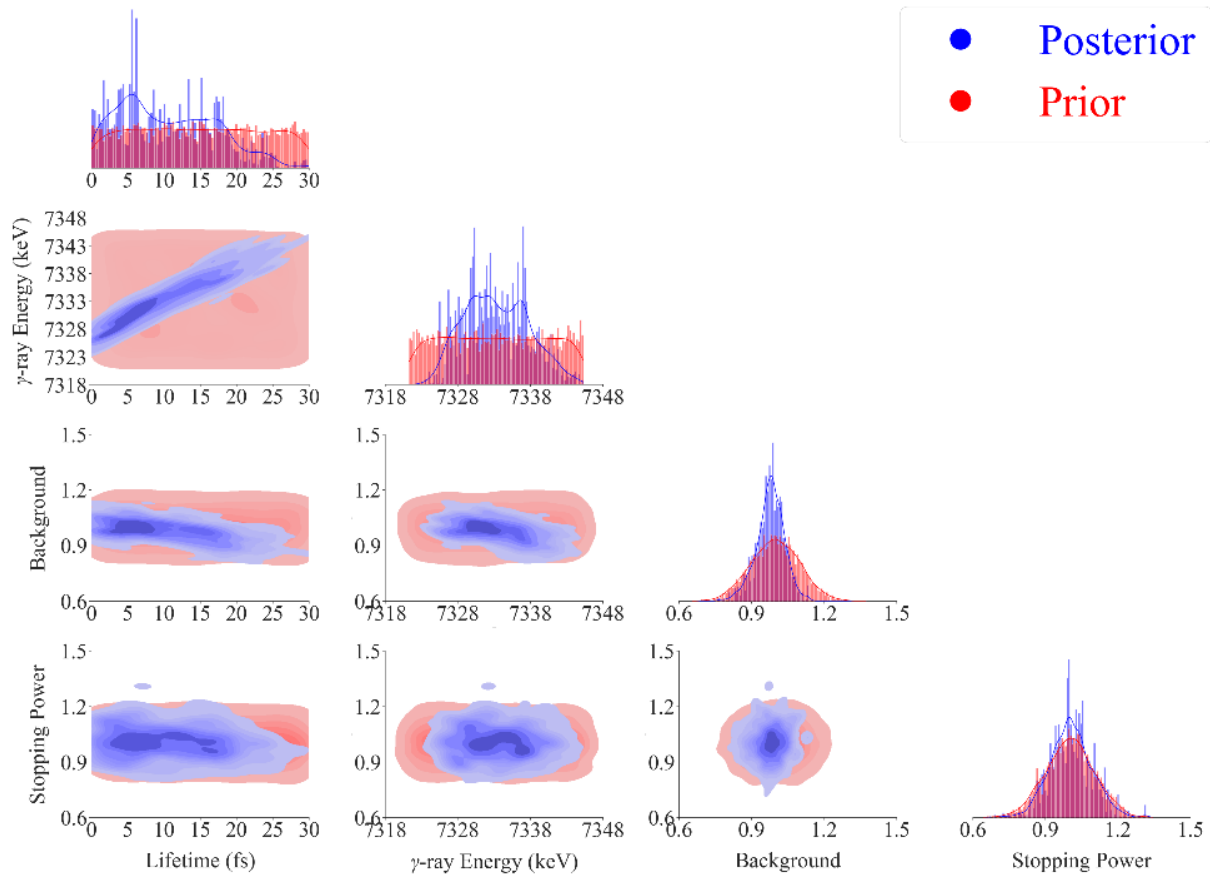 Posterior
Prior
0 5 10 15 20 25 30
γ-ray Energy (keV)
7348
7343
7338
7333
7328
7323
7318
0 5 10 15 20 25 30
7318 7328 7338 7348
Background
1.5
1.2
0.9
0.6
0 5 10 15 20 25 30
1.5
1.2
0.9
0.6
7318 7328 7338 7348
0.6 0.9 1.2 1.5
Stopping Power
1.5
1.2
0.9
0.6
0 5 10 15 20 25 30
Lifetime (fs)
1.5
1.2
0.9
0.6
7318 7328 7338 7348
γ-ray Energy (keV)
1.5
1.2
0.9
0.6
0.6 0.9 1.2 1.5
Background
0.6 0.9 1.2 1.5
Stopping Power